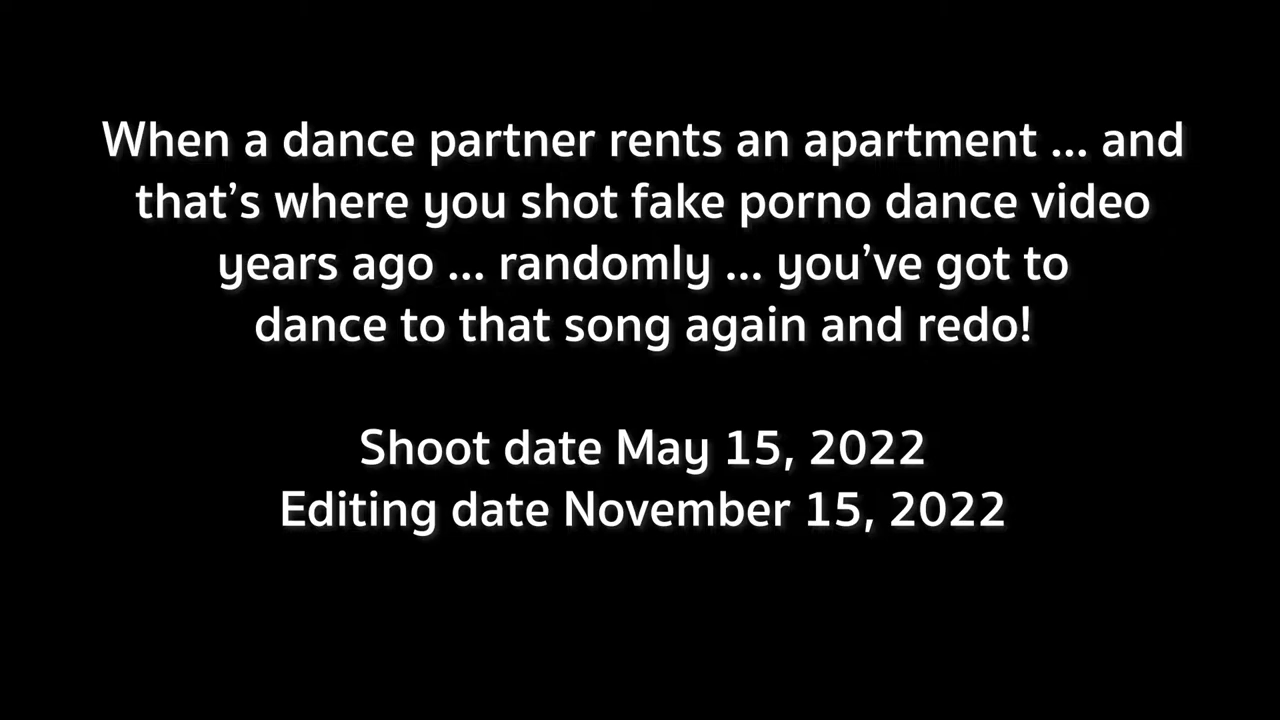 When a dance partner rents an apartment ... and
that’s where you shot fake porno dance video
years ago ... randomly ... you’ve got to
dance to that song again and redo!
Shoot date May 15, 2022
Editing date November 15, 2022